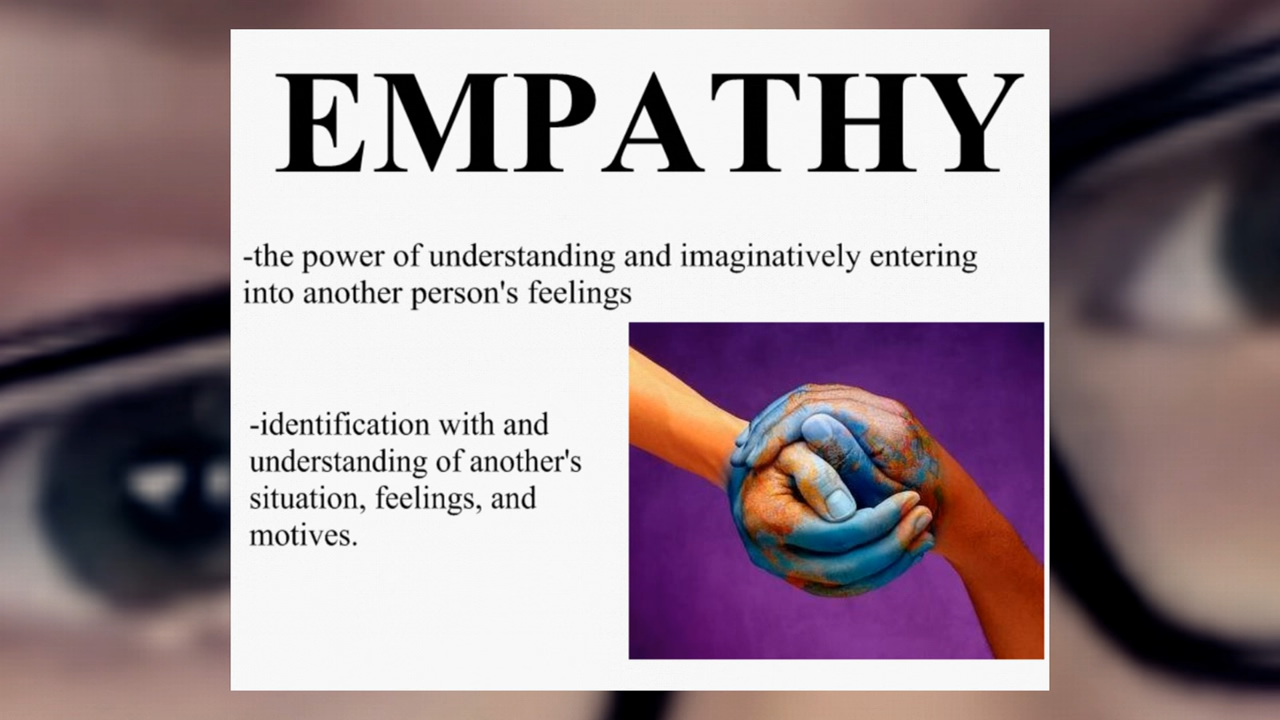 EMPATHY
-the power of understanding and imaginatively entering
into another person's feelings
-identification with and
understanding of another's
situation, feelings, and
motives.